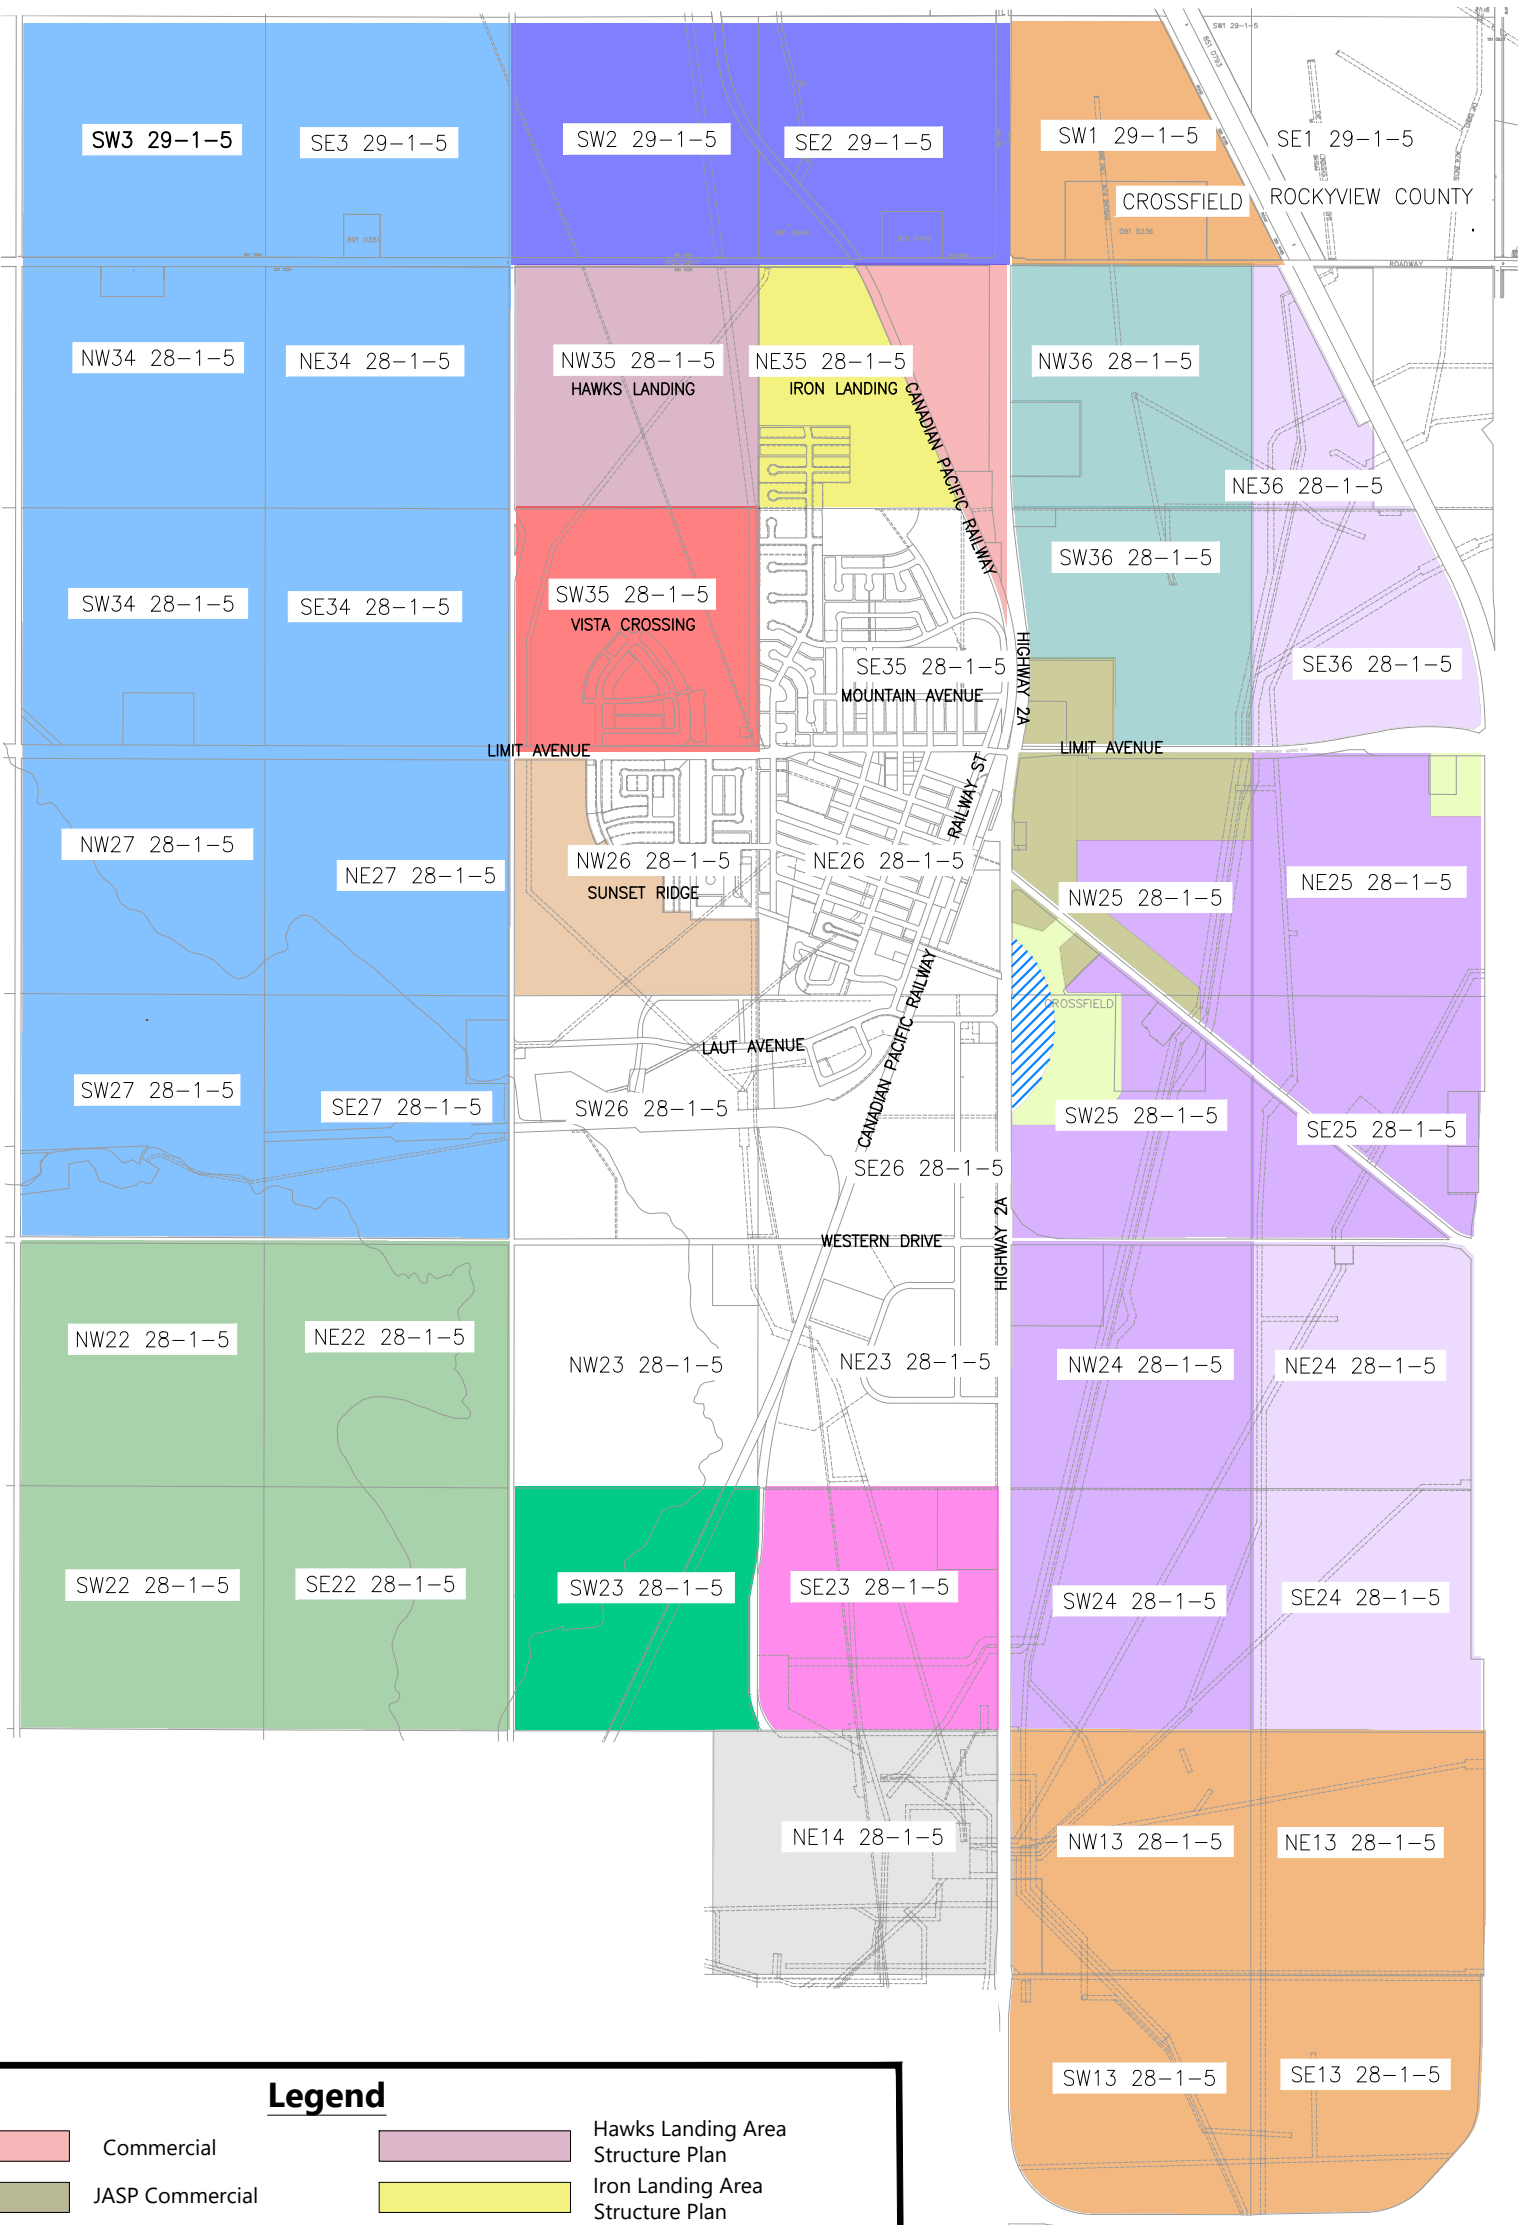 SW1 29-1-5
851 0793
SW3 29-1-5
SE3 29-1-5
SW2 29-1-5
SE2 29-1-5
SW1 29-1-5
SE1 29-1-5
CROSSFIELD
ROCKYVIEW COUNTY
891 0381
091 5236
ROADWAY
NW34 28-1-5
NE34 28-1-5
NW35 28-1-5
HAWKS LANDING
NE35 28-1-5
IRON LANDING
CANADIAN PACIFIC RAILWAY
NW36 28-1-5
NE36 28-1-5
SW34 28-1-5
SE34 28-1-5
SW35 28-1-5
VISTA CROSSING
SE35 28-1-5
MOUNTAIN AVENUE
HIGHWAY 2A
SW36 28-1-5
SE36 28-1-5
LIMIT AVENUE
LIMIT AVENUE
RAILWAY ST
NW27 28-1-5
NE27 28-1-5
NW26 28-1-5
SUNSET RIDGE
NE26 28-1-5
NW25 28-1-5
NE25 28-1-5
CROSSFIELD
CANADIAN PACIFIC RAILWAY
LAUT AVENUE
SW27 28-1-5
SE27 28-1-5
SW26 28-1-5
SE26 28-1-5
SW25 28-1-5
SE25 28-1-5
WESTERN DRIVE
HIGHWAY 2A
NW22 28-1-5
NE22 28-1-5
NW23 28-1-5
NE23 28-1-5
NW24 28-1-5
NE24 28-1-5
SW22 28-1-5
SE22 28-1-5
SW23 28-1-5
SE23 28-1-5
SW24 28-1-5
SE24 28-1-5
NE14 28-1-5
NW13 28-1-5
NE13 28-1-5
SW13 28-1-5
SE13 28-1-5
Legend
Commercial
Hawks Landing Area
Structure Plan
JASP Commercial
Iron Landing Area
Structure Plan